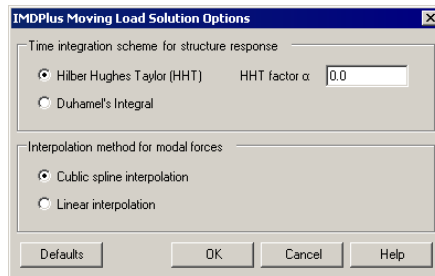 IMDPlus Moving Load Solution Options
Time integration scheme for structure response
Hilber Hughes Taylor (HHT) HHT factor α 0.0
Duhamel's Integral
Interpolation method for modal forces
Cublic spline interpolation
Linear interpolation
Defaults OK Cancel Help